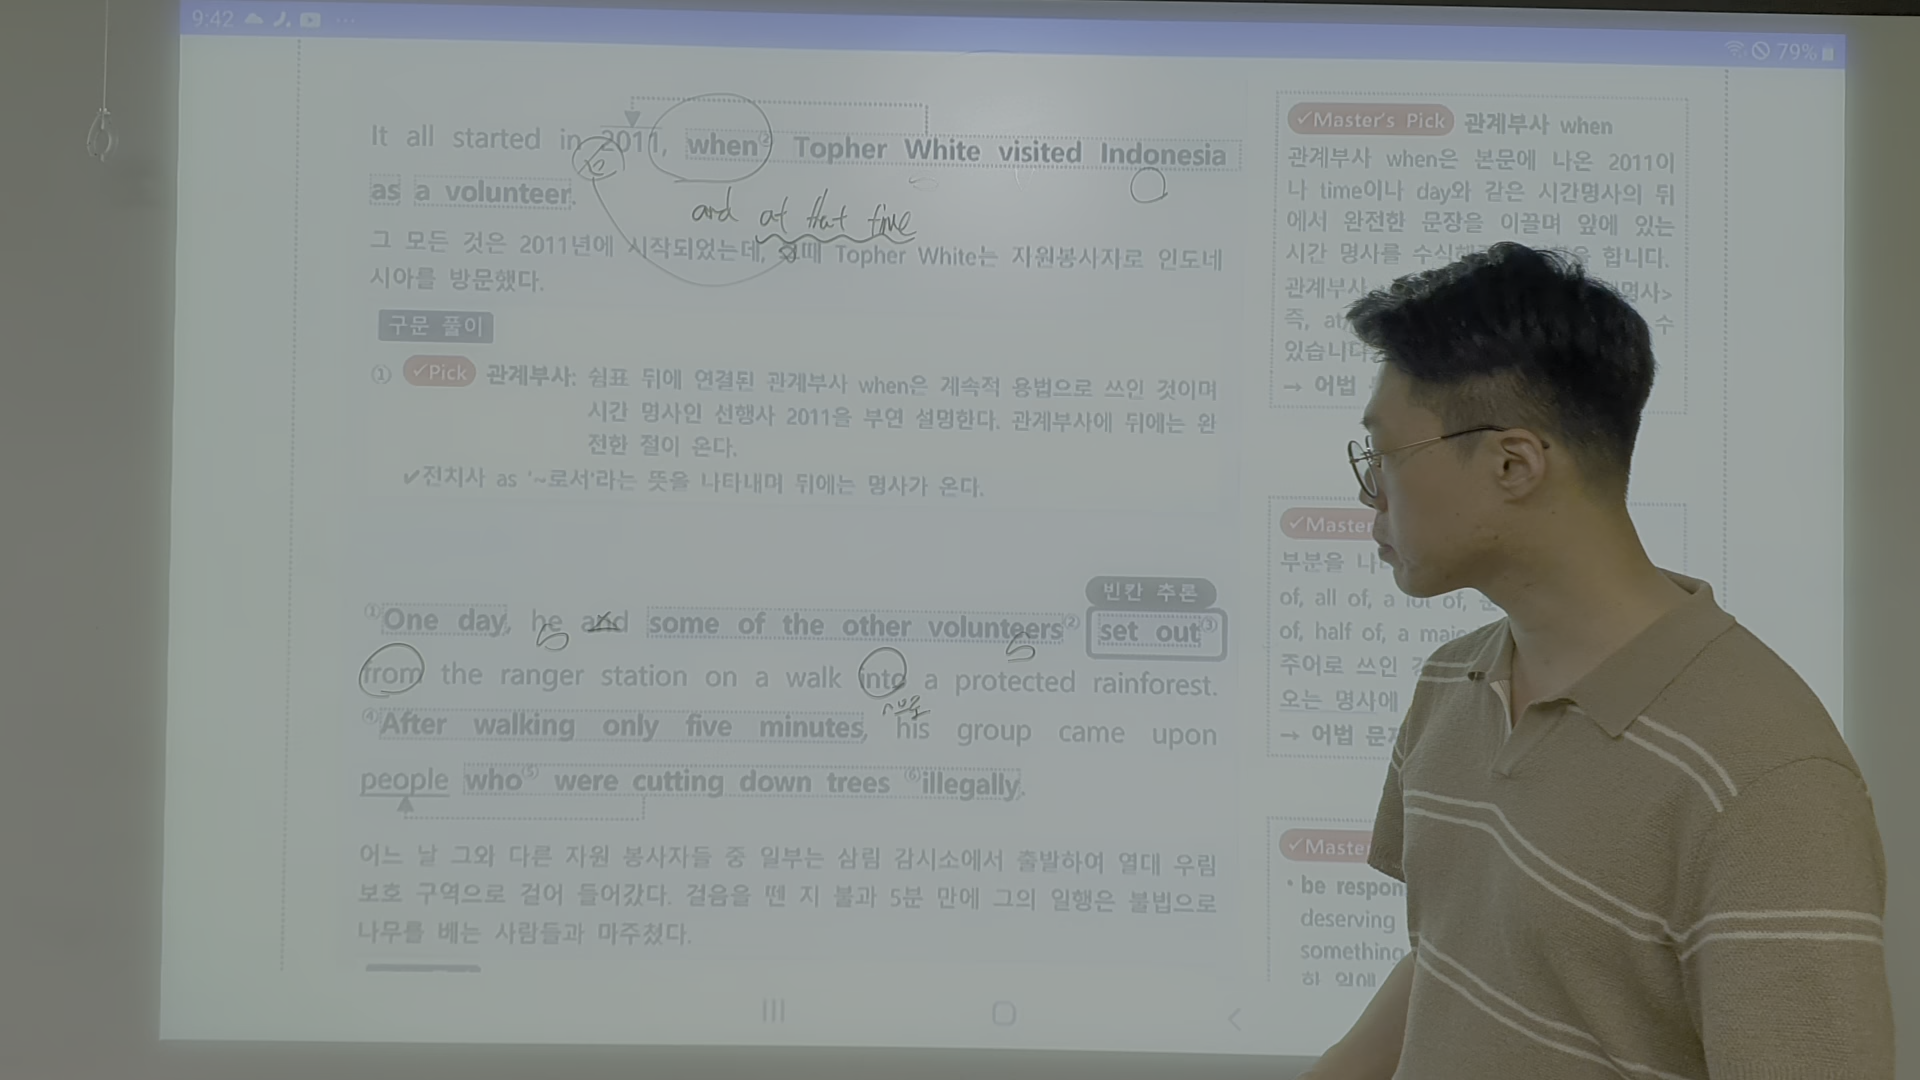 9:42
79%
It all started in 2011, when② Topher White visited Indonesia
as a volunteer.
and at that time
그 모든 것은 2011년에 시작되었는데, 그때 Topher White는 지원봉사자로 인도네
시아를 방문했다.
구문 풀이
① ✓Pick 관계부사: 쉼표 뒤에 연결된 관계부사 when은 계속적 용법으로 쓰인 것이며
시간 명사인 선행사 2011을 부연 설명한다. 관계부사에 뒤에는 완
전한 절이 온다.
✔전치사 as '~로서'라는 뜻을 나타내며 뒤에는 명사가 온다.
빈칸 추론
①One day, he and some of the other volunteers② set out③
from the ranger station on a walk into a protected rainforest.
④After walking only five minutes, his group came upon
people who⑤ were cutting down trees ⑥illegally.
어느 날 그와 다른 자원 봉사자들 중 일부는 삼림 감시소에서 출발하여 열대 우림
보호 구역으로 걸어 들어갔다. 걸음을 뗀 지 불과 5분 만에 그의 일행은 불법으로
나무를 베는 사람들과 마주쳤다.
✓Master's Pick 관계부사 when
관계부사 when은 본문에 나온 2011이
나 time이나 day와 같은 시간명사의 뒤
에서 완전한 문장을 이끌며 앞에 있는
시간 명사를 합니다.
관계부사 명사>
즉, 수
있습니다
→ 어법
✓Master
부분을
of, all of, a lot of,
of, half of, a
주어로 쓰인
오는 명사에
→ 어법
✓Master
• be respon
deserving
something